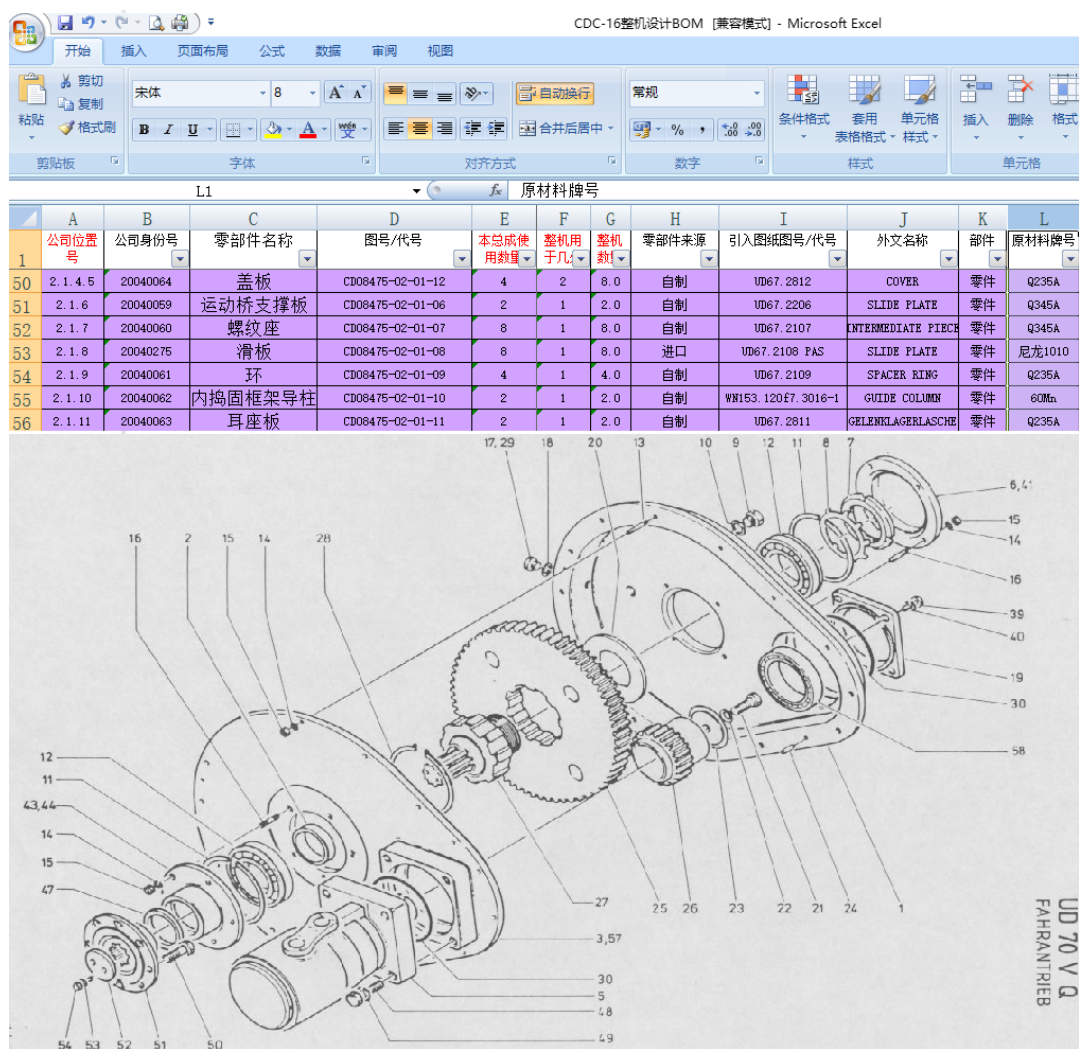 CDC-16整机设计BOM [兼容模式] - Microsoft Excel
开始 插入 页面布局 公式 数据 审阅 视图
剪切
复制
格式刷
粘贴
宋体 8
自动换行
合并后居中
常规
条件格式
套用
表格格式
单元格
样式
插入
删除
格式
剪贴板 字体 对齐方式 数字 样式 单元格
L1 fx 原材料牌号
A B C D E F G H I J K L
1 公司位置号 公司身份号 零部件名称 图号/代号 本总成使用数量 整机用于几 整机数 零部件来源 引入图纸图号/代号 外文名称 部件 原材料牌号
50 2.1.4.5 20040064 盖板 CD08475-02-01-12 4 2 8.0 自制 UD67.2812 COVER 零件 Q235A
51 2.1.6 20040059 运动桥支撑板 CD08475-02-01-06 2 1 2.0 自制 UD67.2206 SLIDE PLATE 零件 Q345A
52 2.1.7 20040060 螺纹座 CD08475-02-01-07 8 1 8.0 自制 UD67.2107 INTERMEDIATE PIECE 零件 Q345A
53 2.1.8 20040275 滑板 CD08475-02-01-08 8 1 8.0 进口 UD67.2108 PAS SLIDE PLATE 零件 尼龙1010
54 2.1.9 20040061 环 CD08475-02-01-09 4 1 4.0 自制 UD67.2109 SPACER RING 零件 Q235A
55 2.1.10 20040062 内捣固框架导柱 CD08475-02-01-10 2 1 2.0 自制 WN153.120f7.3016-1 GUIDE COLUMN 零件 60Mn
56 2.1.11 20040063 耳座板 CD08475-02-01-11 2 1 2.0 自制 UD67.2811 GELENKLAGERLASCHE 零件 Q235A
17,29 18 20 13 10 9 12 11 8 7
6,41
15
14
16
16 2 15 14 28
39
40
19
30
58
12
11
43,44
14
15
47
27 25 26 23 22 21 24 1
3,57
30
5
48
49
54 53 52 51 50
UD 70 V Q
FAHRANTRIEB